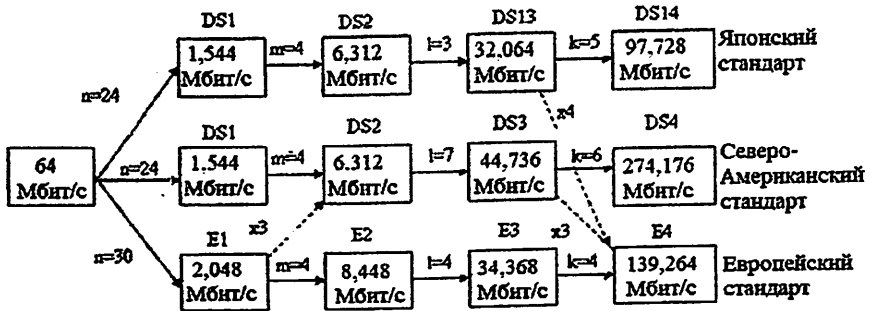 DS1 DS2 DS13 DS14
1,544 Мбит/с
m=4
6,312 Мбит/с
l=3
32,064 Мбит/с
k=5
97,728 Мбит/с
Японский стандарт
n=24
x4
DS1 DS2 DS3 DS4
64 Мбит/с
n=24
1.544 Мбит/с
m=4
6.312 Мбит/с
l=7
44,736 Мбит/с
k=6
274,176 Мбит/с
Северо-Американский стандарт
n=30
x3
x3
E1 E2 E3 E4
2,048 Мбит/с
m=4
8,448 Мбит/с
l=4
34,368 Мбит/с
k=4
139,264 Мбит/с
Европейский стандарт